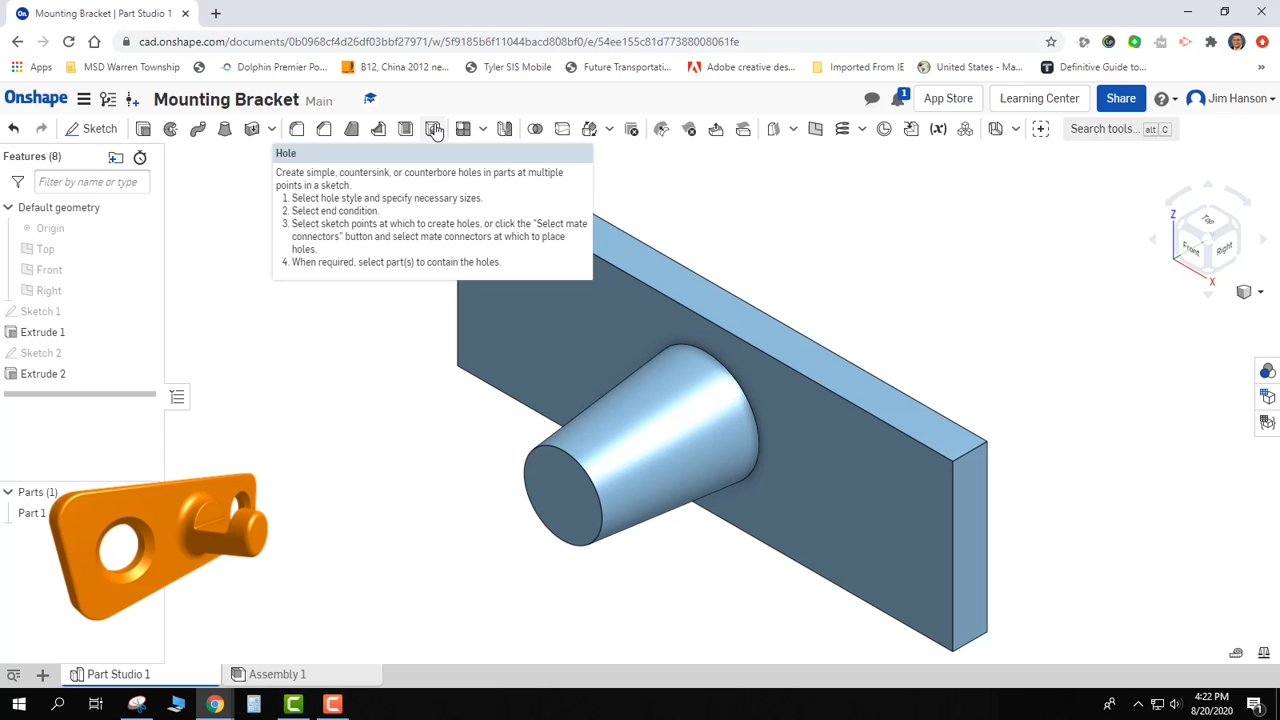 Mounting Bracket | Part Studio 1
cad.onshape.com/documents/0b0968cf4d26df03bbf27971/w/5f9185b6f11044bacd808bf0/e/54ee155c81d77388008061fe
Apps MSD Warren Township Dolphin Premier Po... B12, China 2012 ne... Tyler SIS Mobile Future Transportati... Adobe creative des... Imported From IE United States - Ma... Definitive Guide to... »
Onshape Mounting Bracket Main 1 App Store Learning Center Share Jim Hanson
Sketch (x) Search tools... alt C
Features (8)
Filter by name or type
Default geometry
Origin
Top
Front
Right
Sketch 1
Extrude 1
Sketch 2
Extrude 2
Parts (1)
Part 1
Hole
Create simple, countersink, or counterbore holes in parts at multiple
points in a sketch.
1. Select hole style and specify necessary sizes.
2. Select end condition.
3. Select sketch points at which to create holes, or click the "Select mate
connectors" button and select mate connectors at which to place
holes.
4. When required, select part(s) to contain the holes.
Z
Top
Front
Right
X
Part Studio 1 Assembly 1
4:22 PM
8/20/2020
1